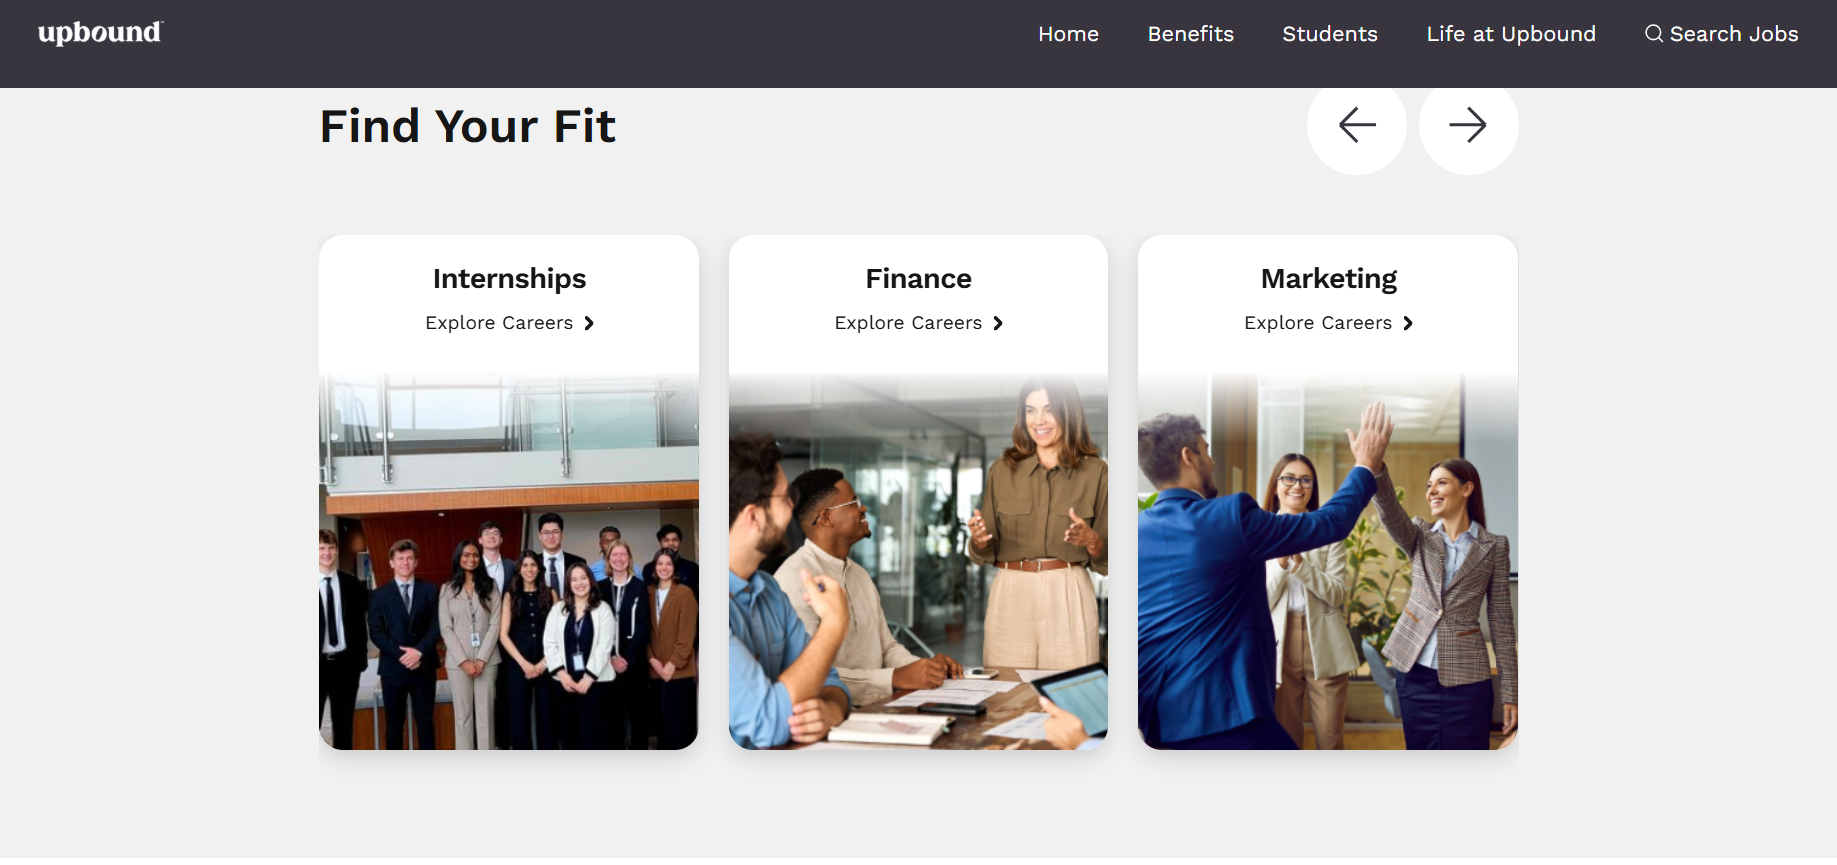 upbound
Home
Benefits
Students
Life at Upbound
Search Jobs
Find Your Fit
Internships
Explore Careers
Finance
Explore Careers
Marketing
Explore Careers